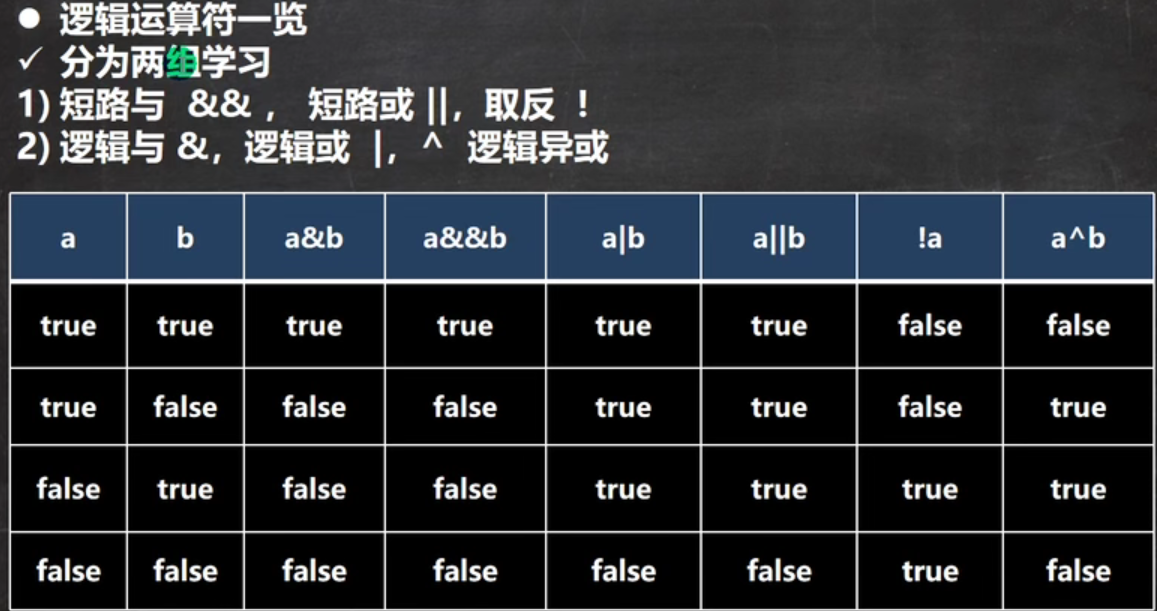 ● 逻辑运算符一览
✓ 分为两组学习
1) 短路与 && , 短路或 ||，取反 !
2) 逻辑与 &，逻辑或 |，^ 逻辑异或
a b a&b a&&b a|b a||b !a a^b
true true true true true true false false
true false false false true true false true
false true false false true true true true
false false false false false false true false